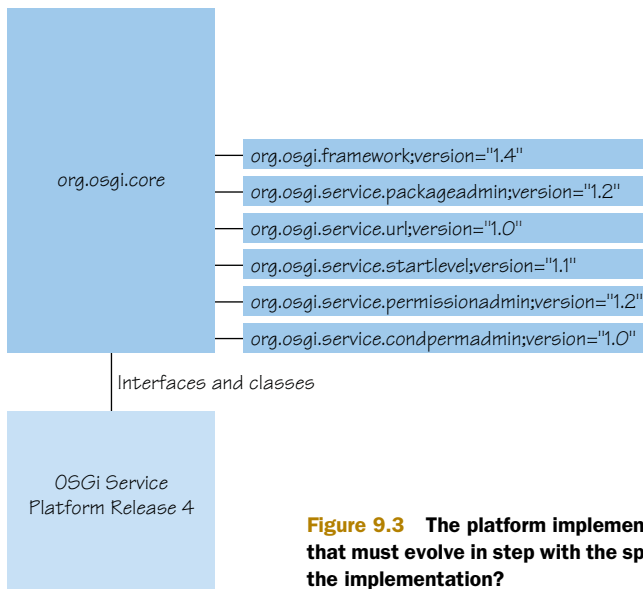 org.osgi.core
org.osgi.framework;version="1.4"
org.osgi.service.packageadmin;version="1.2"
org.osgi.service.url;version="1.0"
org.osgi.service.startlevel;version="1.1"
org.osgi.service.permissionadmin;version="1.2"
org.osgi.service.condpermadmin;version="1.0"
Interfaces and classes
OSGi Service
Platform Release 4
Figure 9.3 The platform implemen
that must evolve in step with the sp
the implementation?